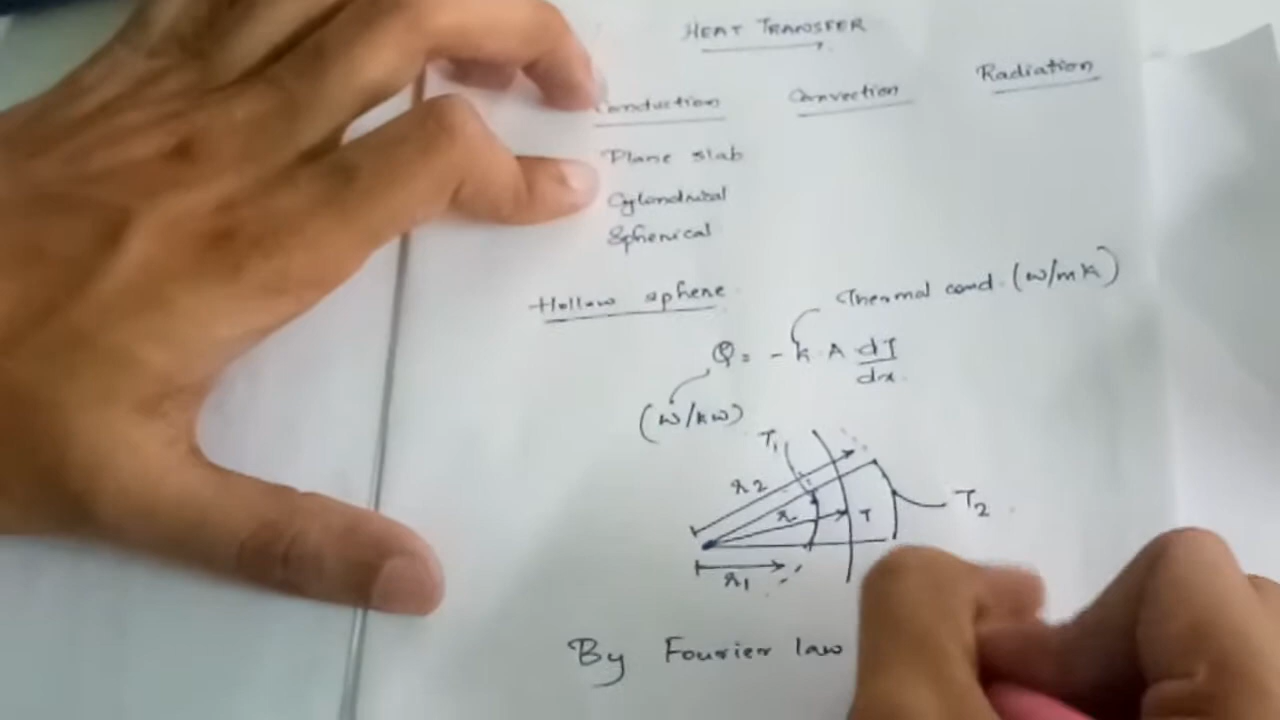 HEAT TRANSFER
Conduction Convection Radiation
Plane slab
Cylindrical
Spherical
Hollow sphere
Thermal cond. (W/mK)
Q = - k A dT/dx
(W/kW)
T1
r2
r
T
T2
r1
By Fourier law